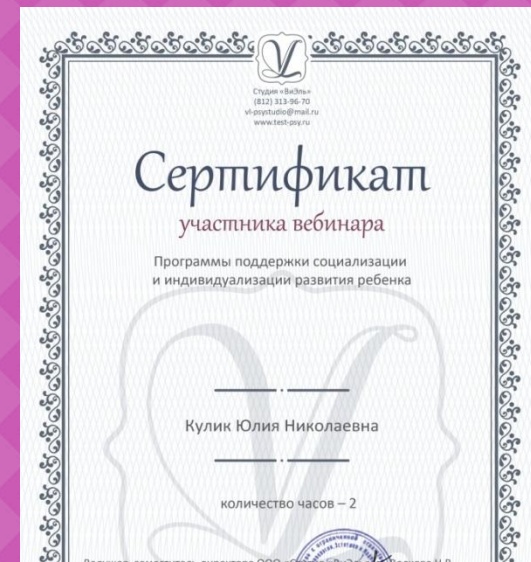 Студия «ВиЭль»
(812) 313-96-70
vl-psystudio@mail.ru
www.test-psy.ru
Сертификат
участника вебинара
Программы поддержки социализации
и индивидуализации развития ребенка
Кулик Юлия Николаевна
количество часов – 2